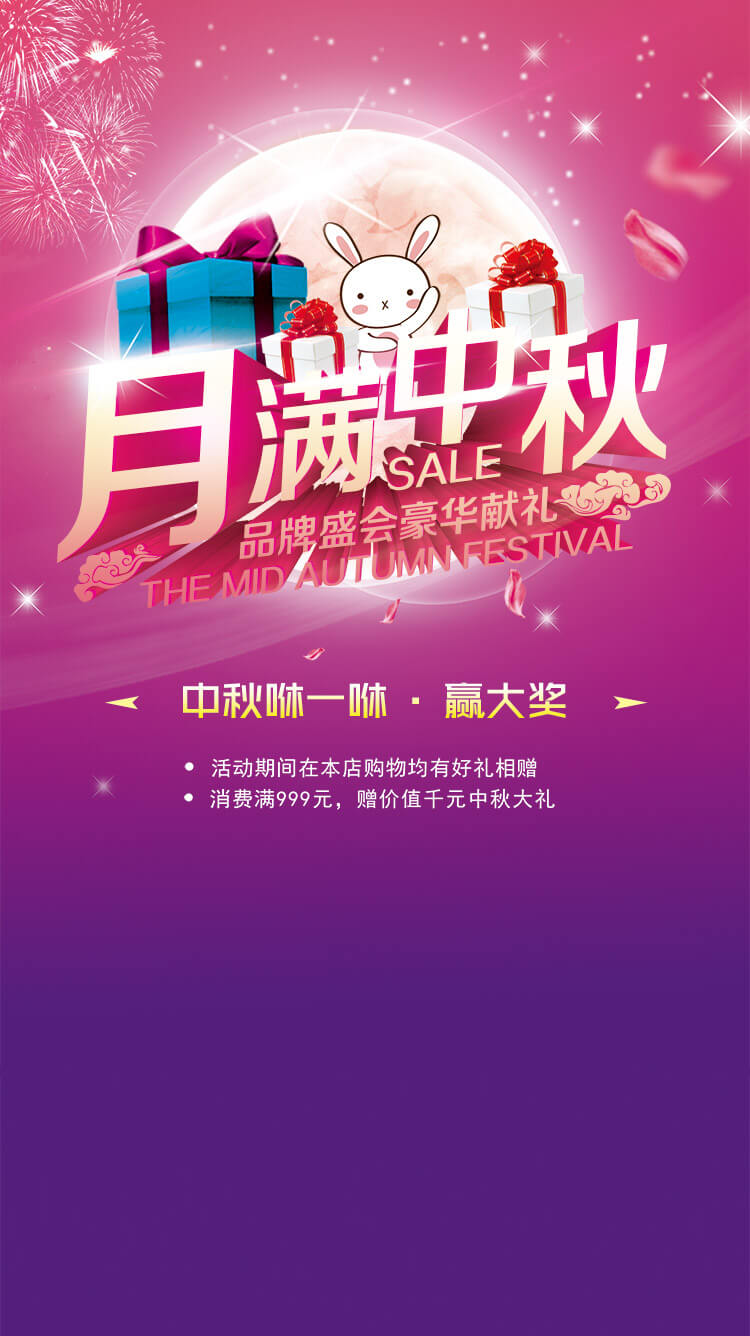 月满中秋
SALE
品牌盛会豪华献礼
THE MID AUTUMN FESTIVAL
中秋咻一咻·赢大奖
• 活动期间在本店购物均有好礼相赠
• 消费满999元，赠价值千元中秋大礼